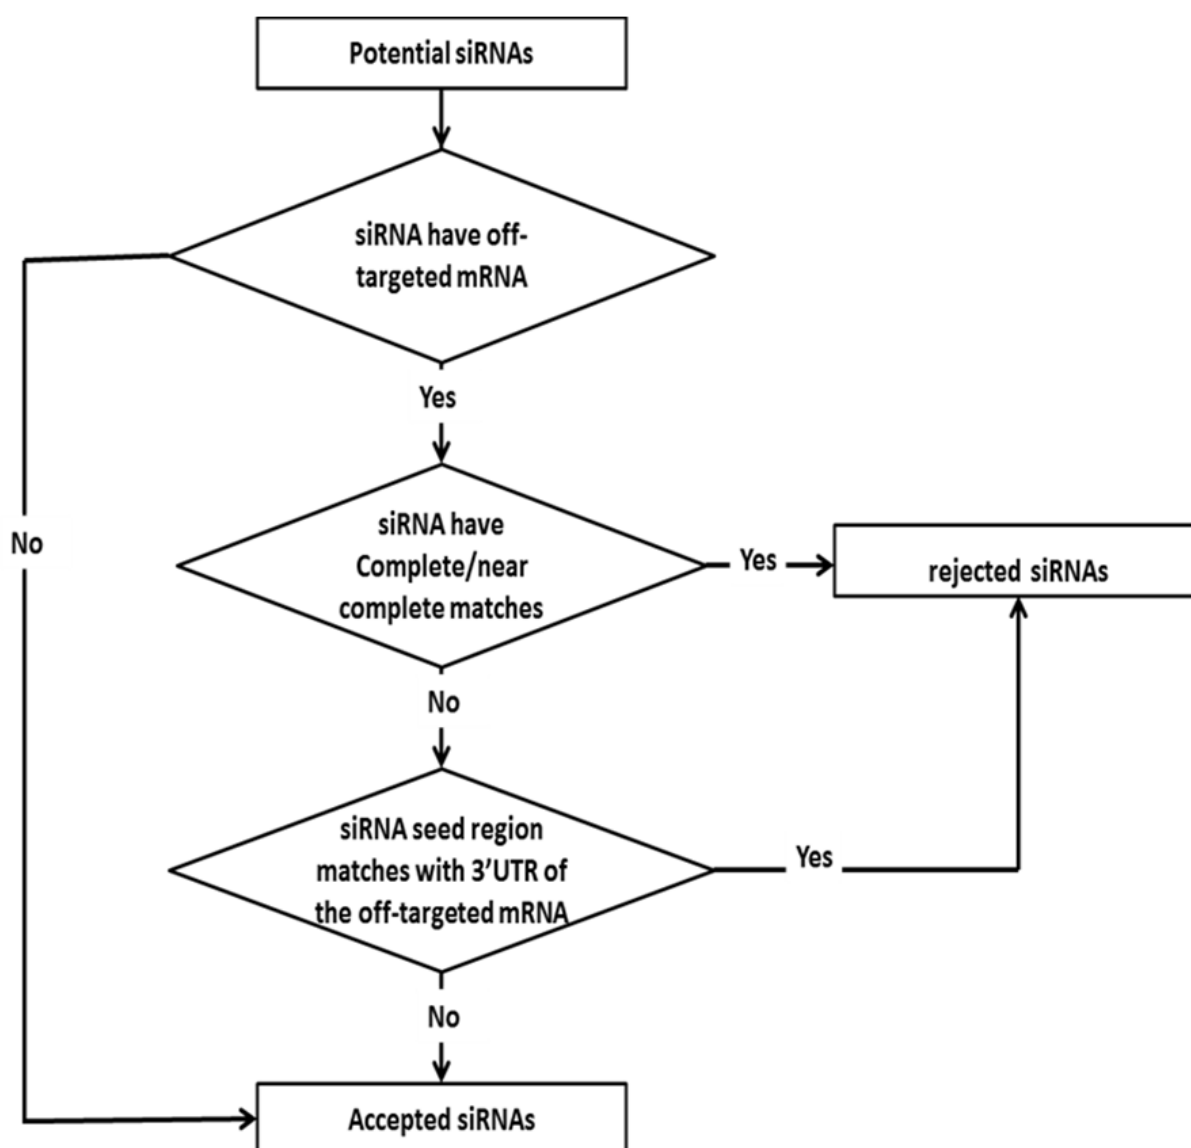 Potential siRNAs
siRNA have off-
targeted mRNA
Yes
No
siRNA have
Complete/near
complete matches
Yes
rejected siRNAs
No
siRNA seed region
matches with 3’UTR of
the off-targeted mRNA
Yes
No
Accepted siRNAs